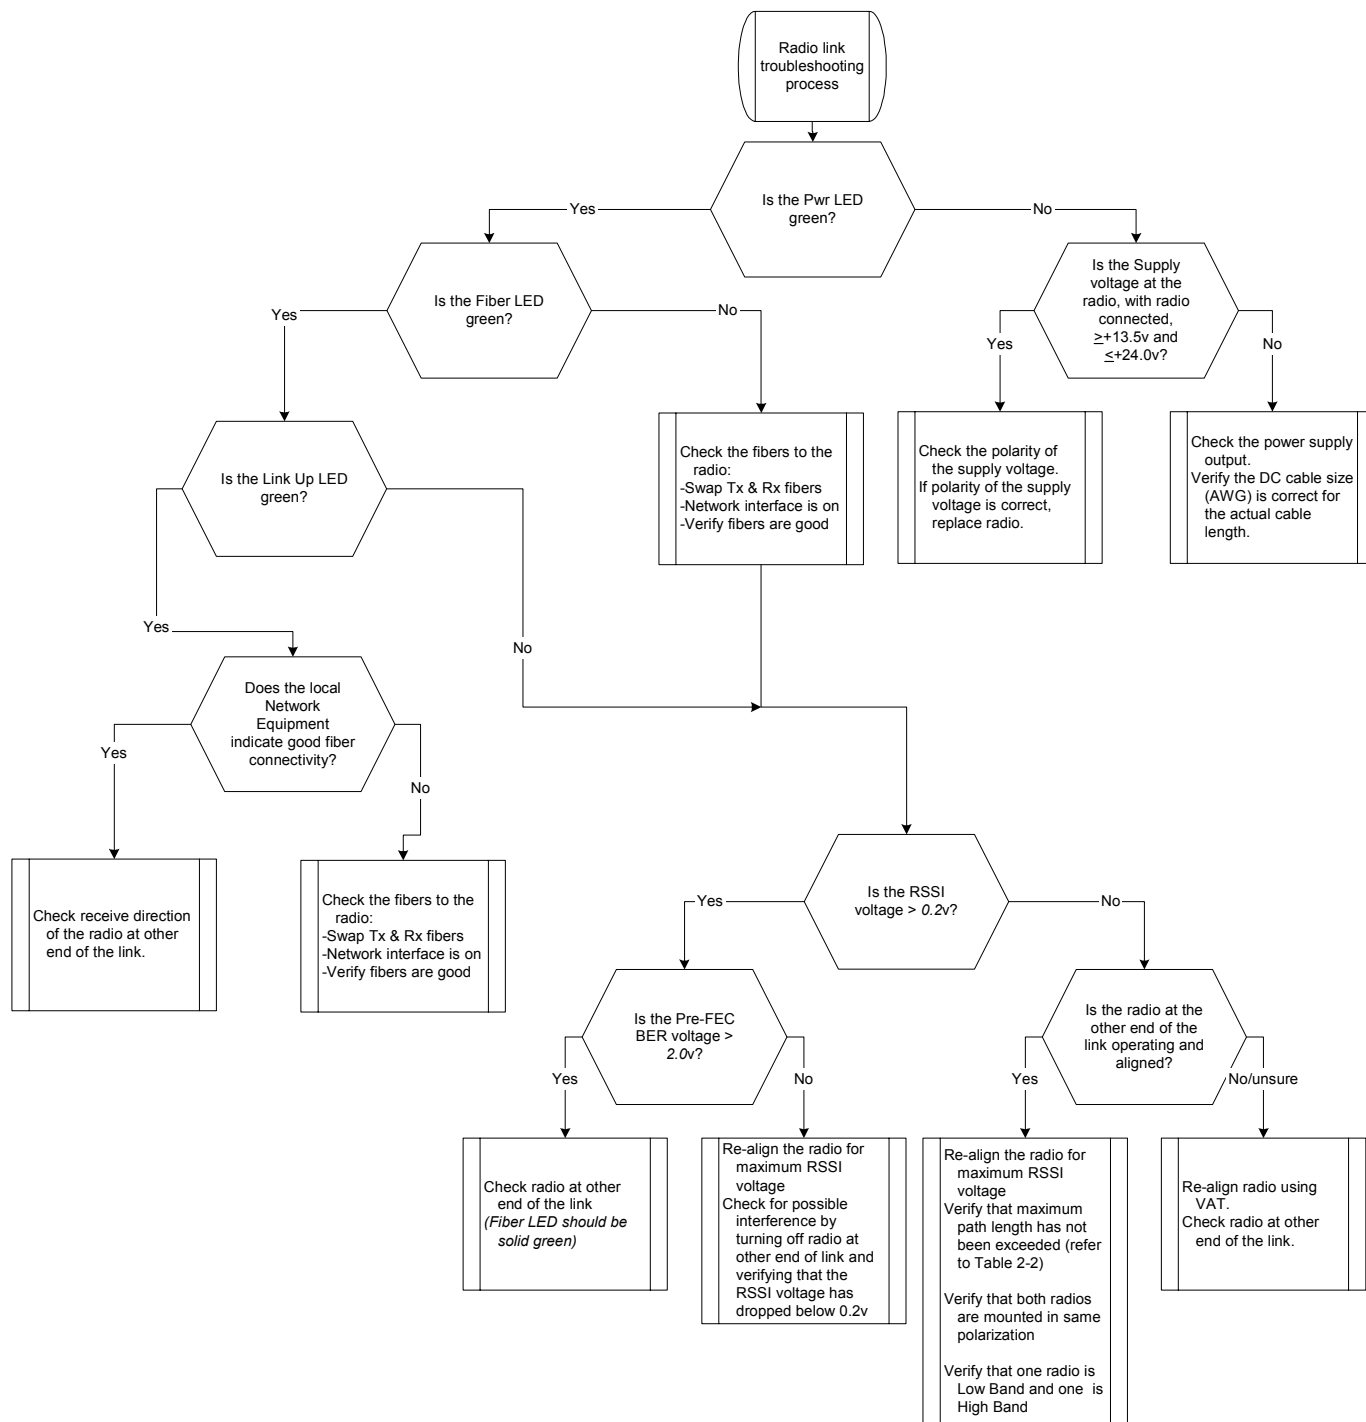 Radio link
troubleshooting
process
Is the Pwr LED
green?
Yes
No
Is the Fiber LED
green?
Is the Supply
voltage at the
radio, with radio
connected,
≥+13.5v and
≤+24.0v?
Yes
No
Yes
No
Is the Link Up LED
green?
Check the fibers to the
radio:
-Swap Tx & Rx fibers
-Network interface is on
-Verify fibers are good
Check the polarity of
the supply voltage.
If polarity of the supply
voltage is correct,
replace radio.
Check the power supply
output.
Verify the DC cable size
(AWG) is correct for
the actual cable
length.
Yes
No
Does the local
Network
Equipment
indicate good fiber
connectivity?
Yes
No
Check receive direction
of the radio at other
end of the link.
Check the fibers to the
radio:
-Swap Tx & Rx fibers
-Network interface is on
-Verify fibers are good
Is the RSSI
voltage > 0.2v?
Yes
No
Is the Pre-FEC
BER voltage >
2.0v?
Is the radio at the
other end of the
link operating and
aligned?
Yes
No
Yes
No/unsure
Check radio at other
end of the link
(Fiber LED should be
solid green)
Re-align the radio for
maximum RSSI
voltage
Check for possible
interference by
turning off radio at
other end of link and
verifying that the
RSSI voltage has
dropped below 0.2v
Re-align the radio for
maximum RSSI
voltage
Verify that maximum
path length has not
been exceeded (refer
to Table 2-2)
Verify that both radios
are mounted in same
polarization
Verify that one radio is
Low Band and one is
High Band
Re-align radio using
VAT.
Check radio at other
end of the link.